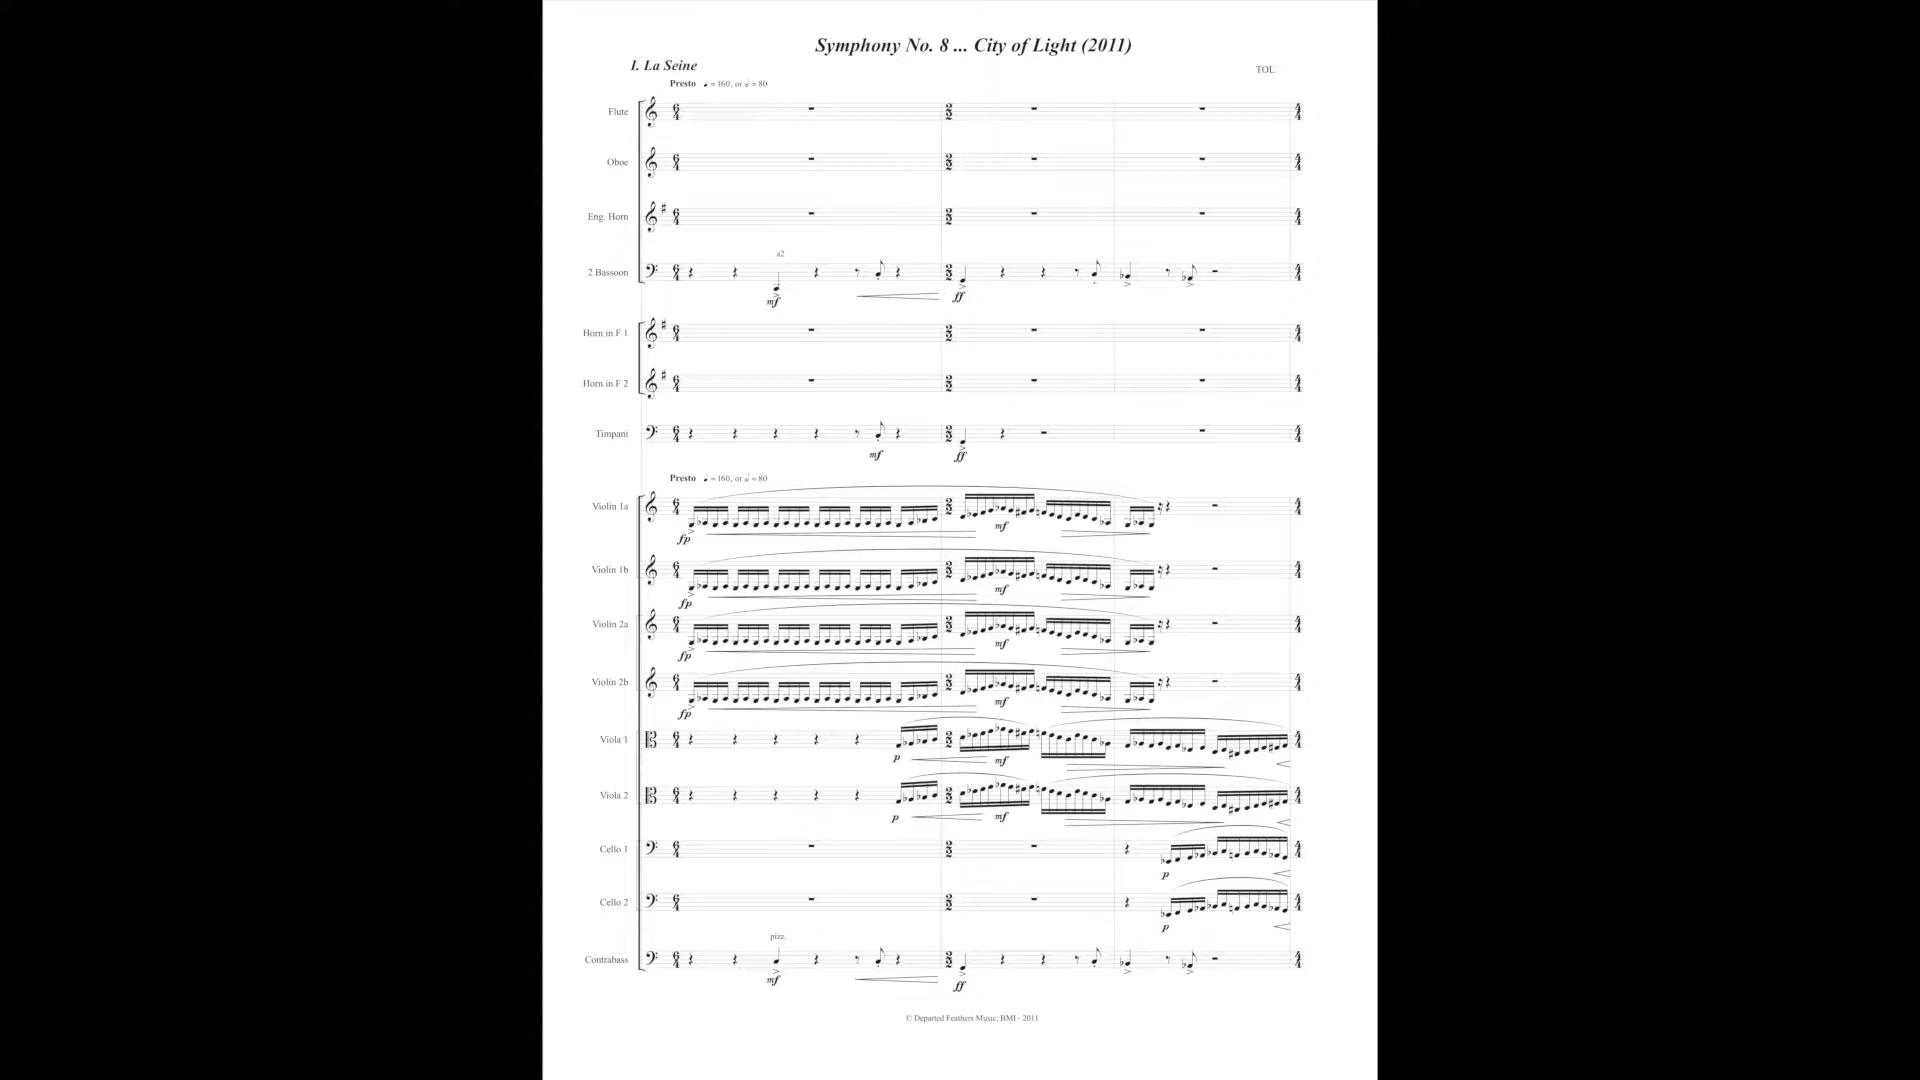 Symphony No. 8 ... City of Light (2011)
I. La Seine
TOL
Presto ♩ = 160, or 𝅗𝅥 = 80
Flute
Oboe
Eng. Horn
a2
2 Bassoon
mf
ff
Horn in F 1
Horn in F 2
Timpani
mf
ff
Presto ♩ = 160, or 𝅗𝅥 = 80
Violin 1a
mf
fp
Violin 1b
mf
fp
Violin 2a
mf
fp
Violin 2b
mf
fp
Viola 1
p
mf
Viola 2
p
mf
Cello 1
p
Cello 2
p
pizz.
Contrabass
mf
ff
© Departed Feathers Music, BMI - 2011